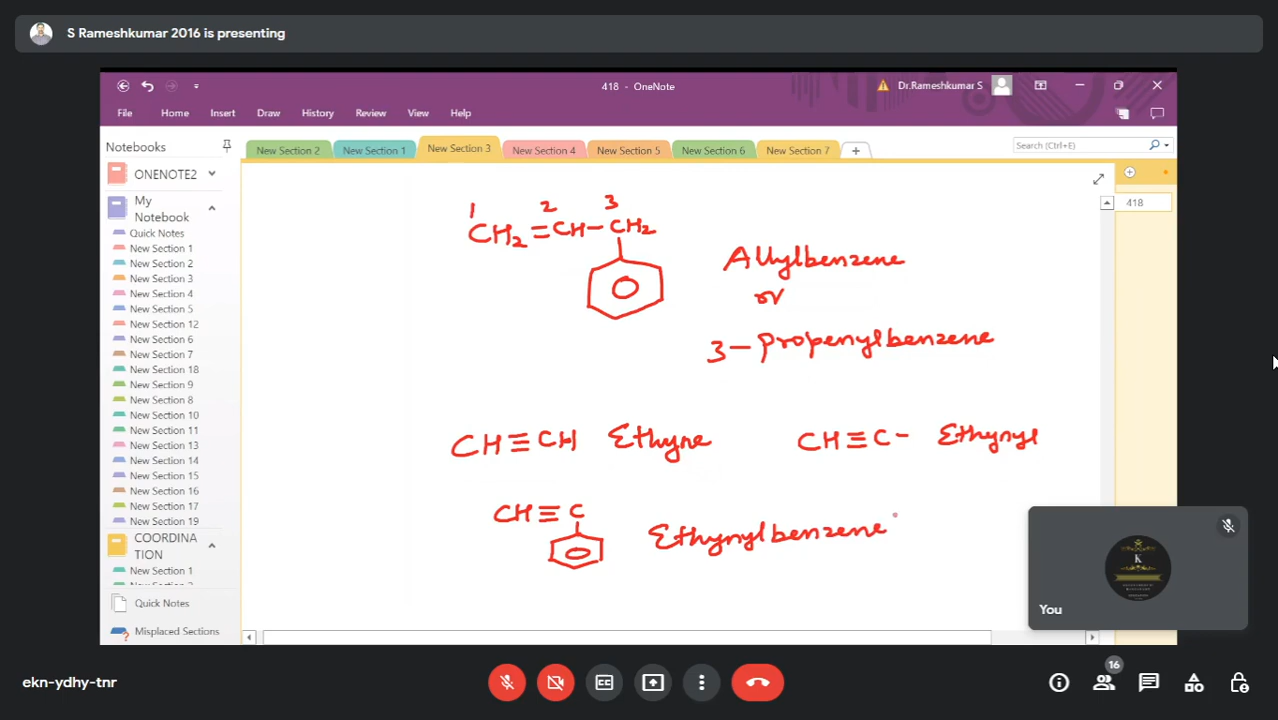 S Rameshkumar 2016 is presenting
418 - OneNote
Dr.Rameshkumar S
File Home Insert Draw History Review View Help
Notebooks
New Section 2 New Section 1 New Section 3 New Section 4 New Section 5 New Section 6 New Section 7 +
Search (Ctrl+E)
ONENOTE2
My Notebook
Quick Notes
New Section 1
New Section 2
New Section 3
New Section 4
New Section 5
New Section 12
New Section 6
New Section 7
New Section 18
New Section 9
New Section 8
New Section 10
New Section 11
New Section 13
New Section 14
New Section 15
New Section 16
New Section 17
New Section 19
COORDINA
TION
New Section 1
Quick Notes
Misplaced Sections
418
1 2 3
CH₂=CH-CH₂
Allylbenzene
or
3-propenylbenzene
CH≡CH Ethyne CH≡C- Ethynyl
CH≡C
Ethynylbenzene
K
You
ekn-ydhy-tnr
16